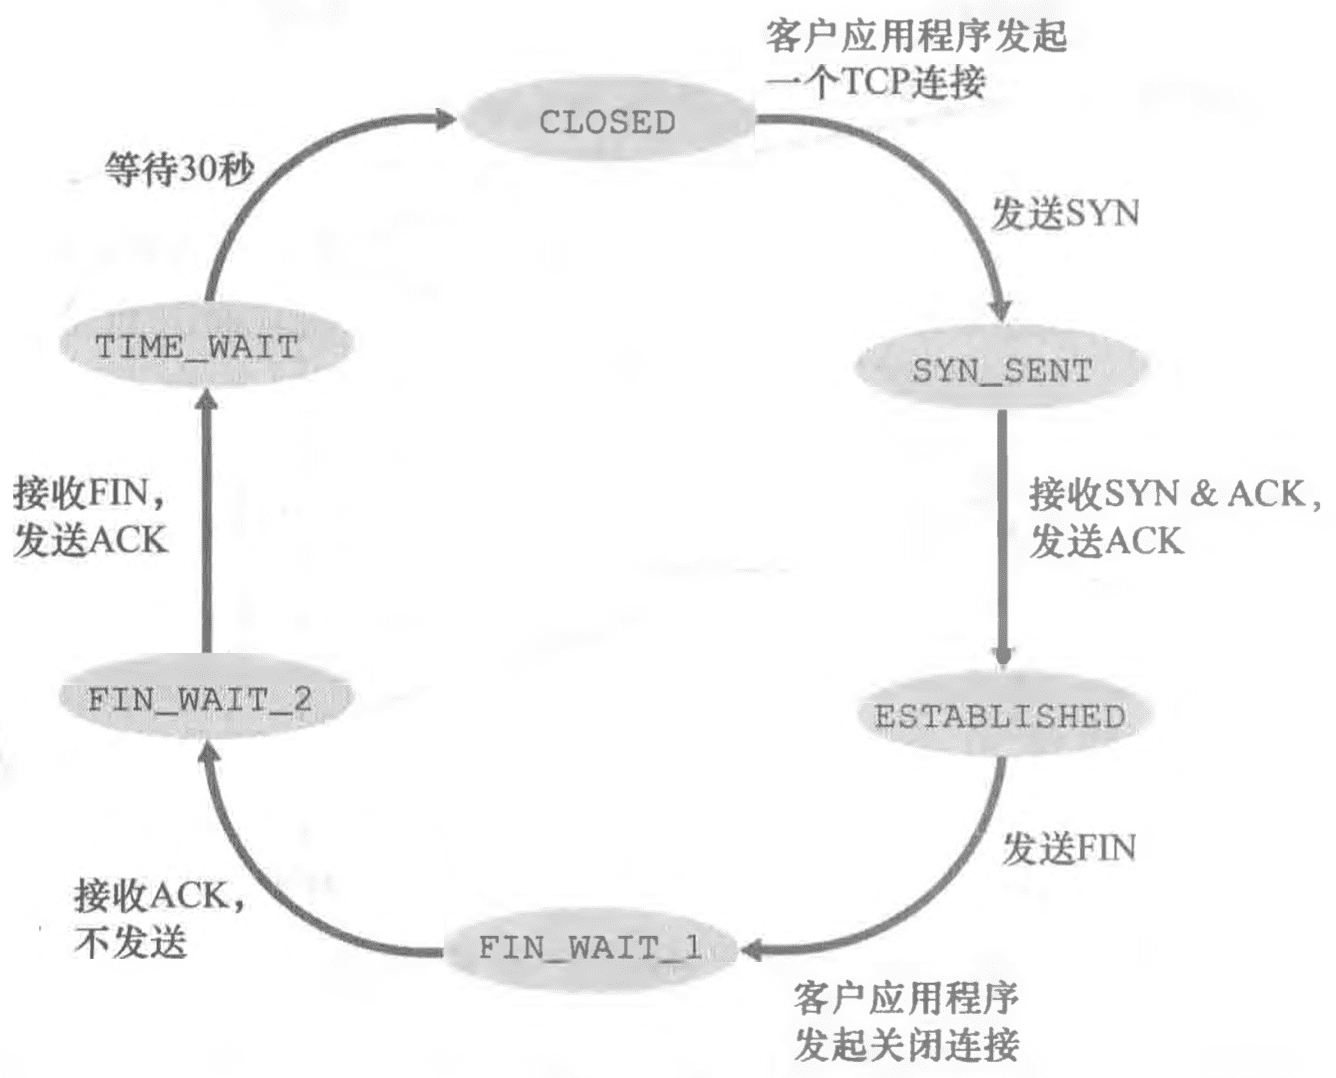 客户应用程序发起
一个TCP连接
CLOSED
等待30秒
发送SYN
TIME_WAIT
SYN_SENT
接收FIN，
发送ACK
接收SYN & ACK，
发送ACK
FIN_WAIT_2
ESTABLISHED
发送FIN
接收ACK，
不发送
FIN_WAIT_1
客户应用程序
发起关闭连接